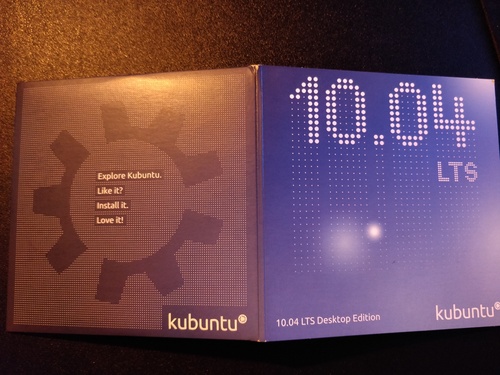 Explore Kubuntu.
Like it?
Install it.
Love it!
kubuntu©
10.04
LTS
10.04 LTS Desktop Edition
kubuntu©